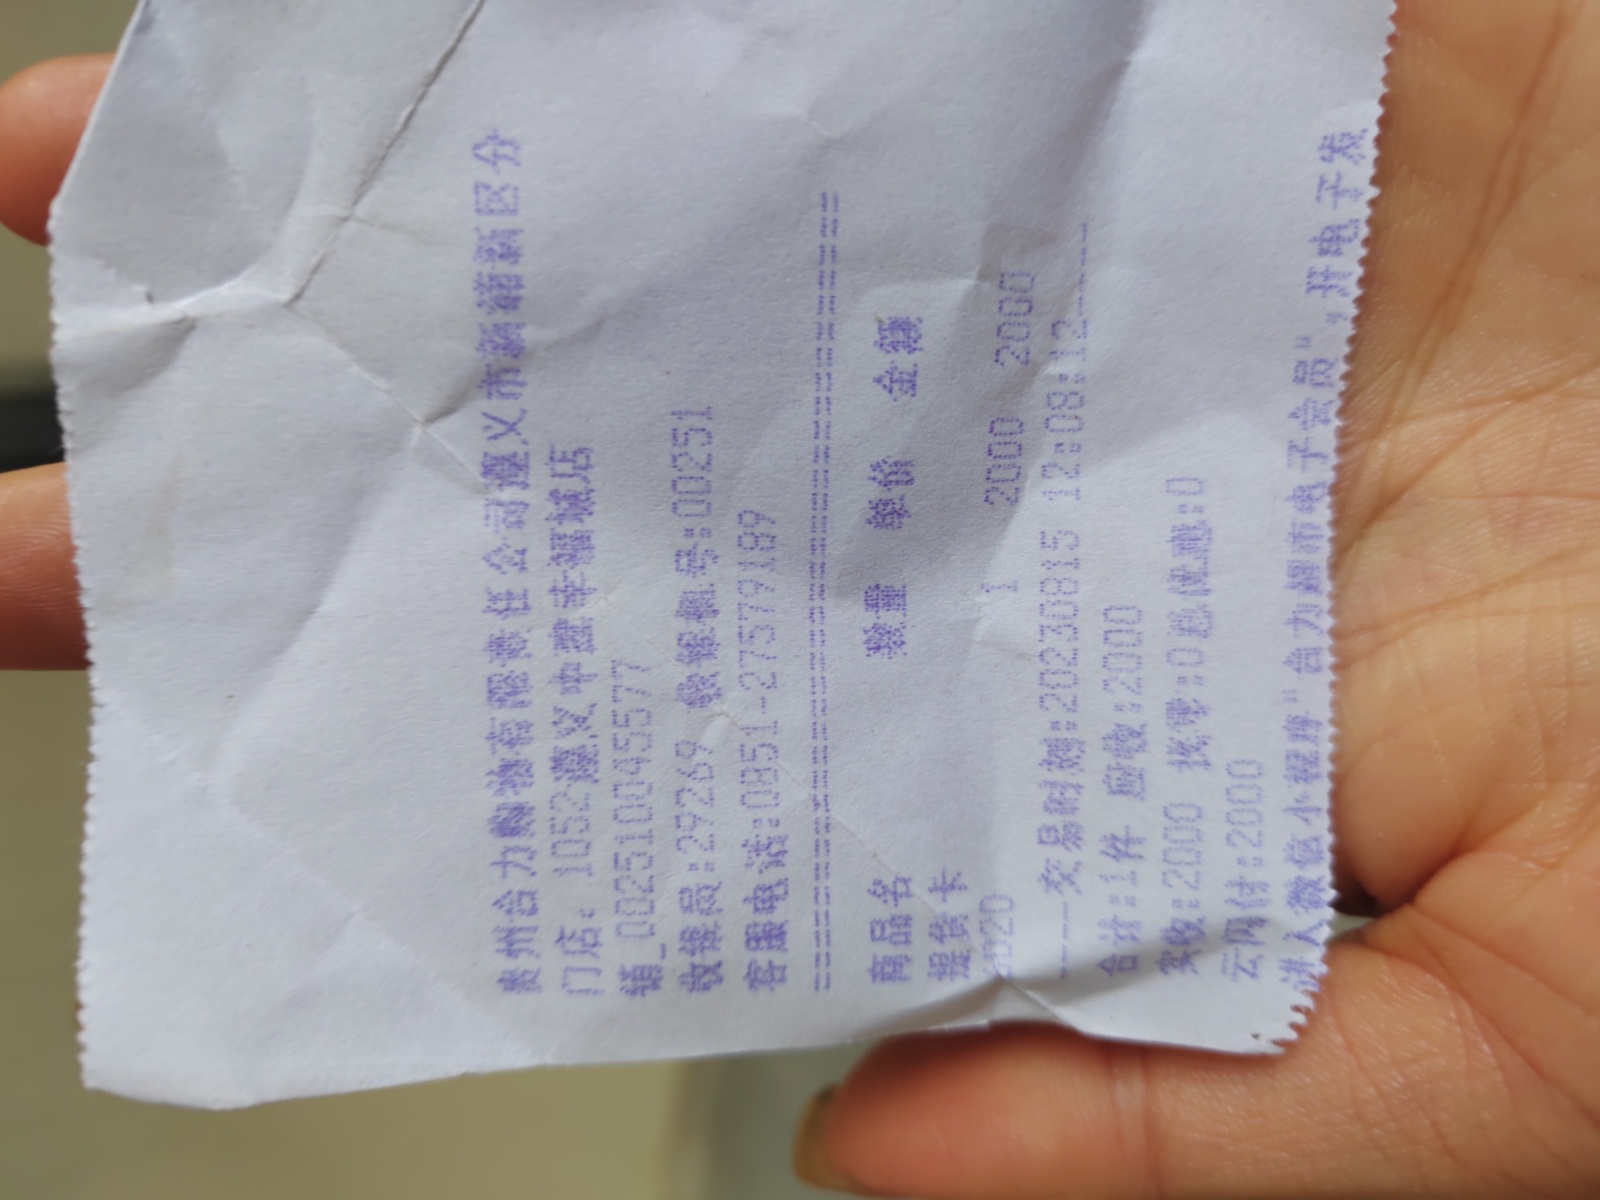 贵州合力购物有限责任公司遵义市新蒲新区分
门店: 1052遵义中建幸福城店
销_002510045577
收银员:29269 收银机号:00251
客服电话:0851-27579189
==================================
商品名 数量 单价 金额
提货卡
2020 1 2000 2000
----交易时刻:20230815 12:08:12----
合计:1件 应收:2000
实收:2000 找零:0总优惠:0
云闪付:2000
进入微信小程序"合力超市电子会员",开电子发